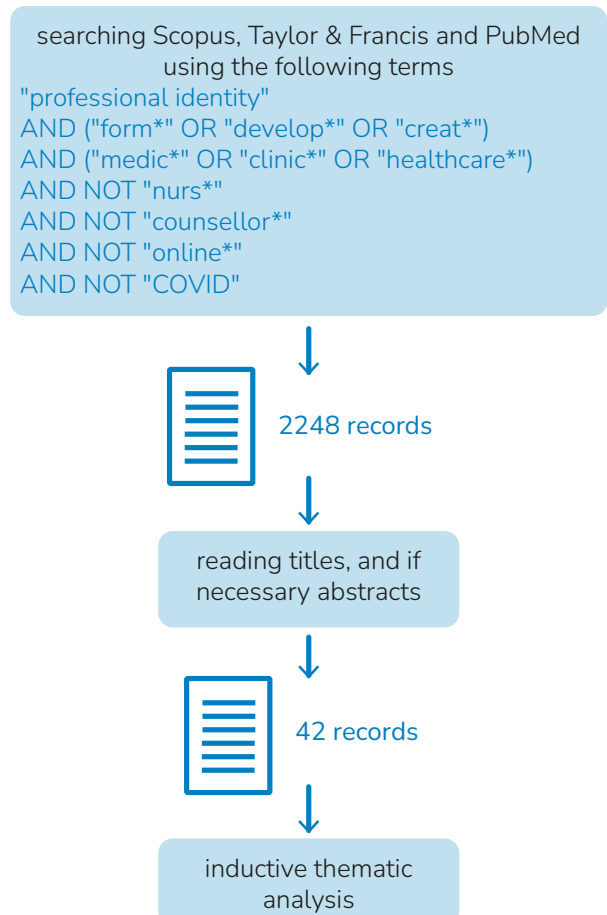 searching Scopus, Taylor & Francis and PubMed
using the following terms
"professional identity"
AND ("form*" OR "develop*" OR "creat*")
AND ("medic*" OR "clinic*" OR "healthcare*")
AND NOT "nurs*"
AND NOT "counsellor*"
AND NOT "online*"
AND NOT "COVID"
2248 records
reading titles, and if
necessary abstracts
42 records
inductive thematic
analysis